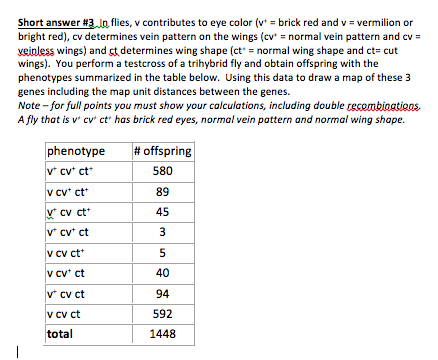 Short answer #3 In flies, v contributes to eye color (v⁺ = brick red and v = vermilion or
bright red), cv determines vein pattern on the wings (cv⁺ = normal vein pattern and cv =
veinless wings) and ct determines wing shape (ct⁺ = normal wing shape and ct= cut
wings). You perform a testcross of a trihybrid fly and obtain offspring with the
phenotypes summarized in the table below. Using this data to draw a map of these 3
genes including the map unit distances between the genes.
Note – for full points you must show your calculations, including double recombinations.
A fly that is v⁺ cv⁺ ct⁺ has brick red eyes, normal vein pattern and normal wing shape.
phenotype # offspring
v⁺ cv⁺ ct⁺ 580
v cv⁺ ct⁺ 89
v⁺ cv ct⁺ 45
v⁺ cv⁺ ct 3
v cv ct⁺ 5
v cv⁺ ct 40
v⁺ cv ct 94
v cv ct 592
total 1448